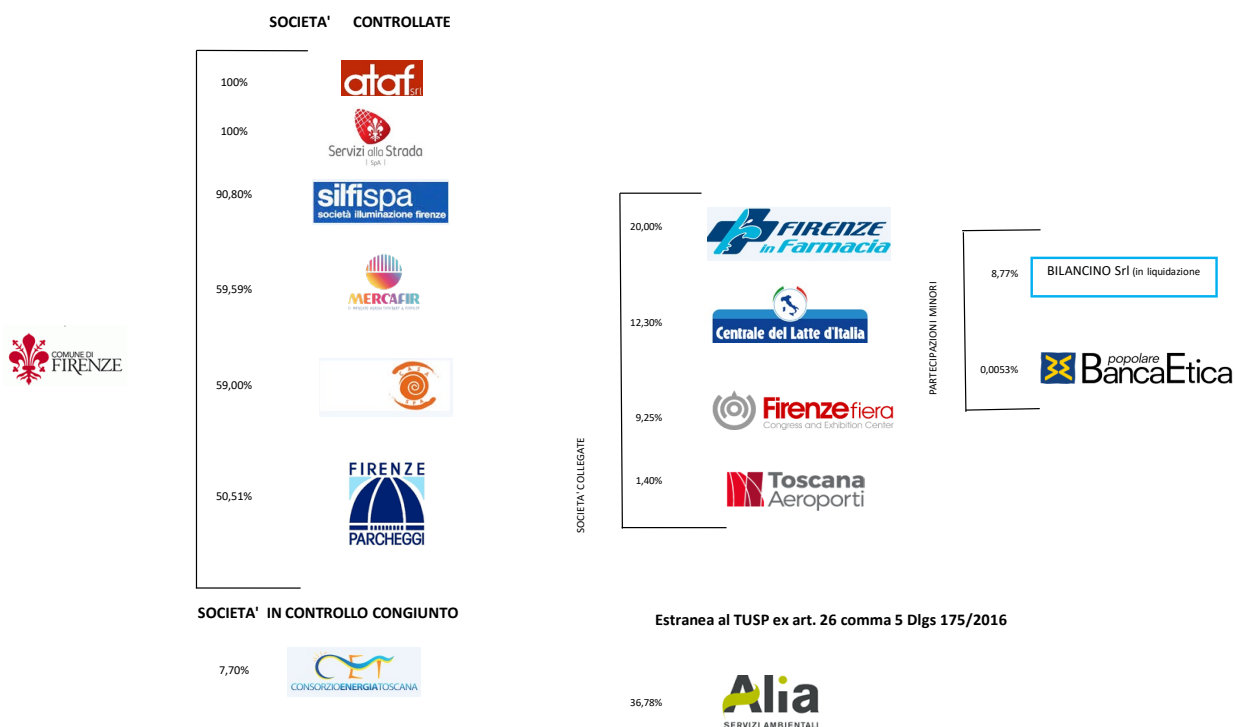 SOCIETA' CONTROLLATE
100%
ataf
srl
100%
Servizi alla Strada
| SpA |
90,80%
silfispa
società illuminazione firenze
59,59%
MERCAFIR
COMUNE DI
FIRENZE
59,00%
CASA
SPA
50,51%
FIRENZE
PARCHEGGI
SOCIETA' COLLEGATE
20,00%
FIRENZE
in Farmacia
12,30%
Centrale del Latte d'Italia
9,25%
Firenzefiera
Congress and Exhibition Center
1,40%
Toscana
Aeroporti
PARTECIPAZIONI MINORI
8,77%
BILANCINO Srl (in liquidazione
0,0053%
popolare
BancaEtica
SOCIETA' IN CONTROLLO CONGIUNTO
7,70%
CET
CONSORZIOENERGIATOSCANA
Estranea al TUSP ex art. 26 comma 5 Dlgs 175/2016
36,78%
Alia
SERVIZI AMBIENTALI